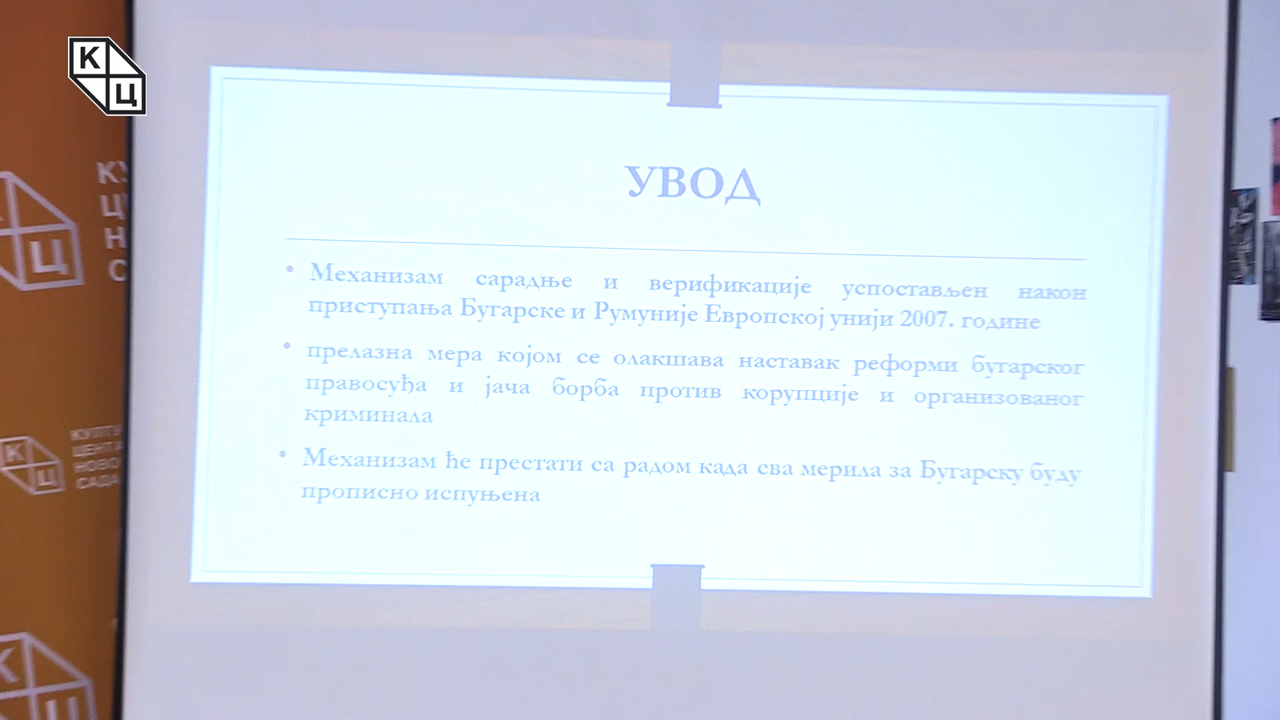 К
Ц
УВОД
• Механизам сарадње и верификације успостављен након
приступања Бугарске и Румуније Европској унији 2007. године
• прелазна мера којом се олакшава наставак реформи бугарског
правосуђа и јача борба против корупције и организованог
криминала
• Механизам ће престати са радом када сва мерила за Бугарску буду
прописно испуњена
Ц
К
Ц
К
Ц